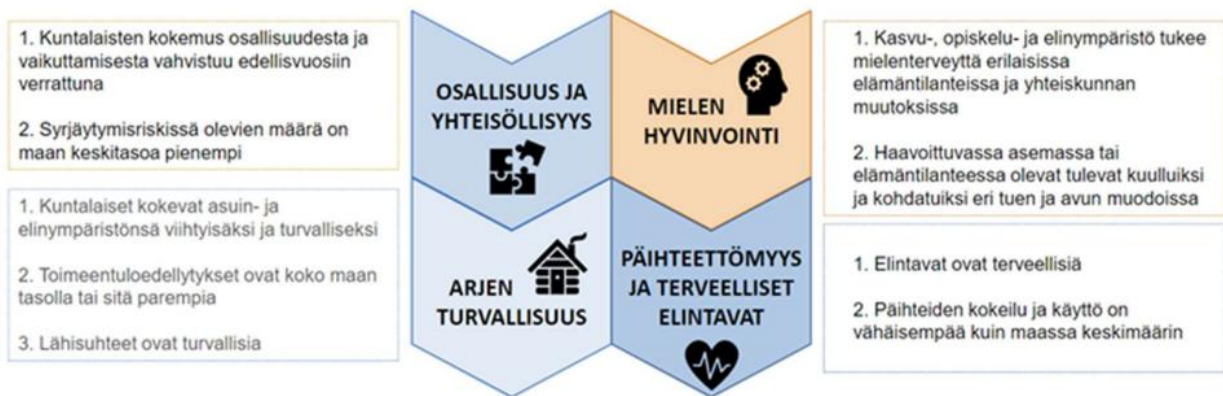 1. Kuntalaisten kokemus osallisuudesta ja
vaikuttamisesta vahvistuu edellisvuosiin
verrattuna
2. Syrjäytymisriskissä olevien määrä on
maan keskitasoa pienempi
OSALLISUUS JA
YHTEISÖLLISYYS
MIELEN
HYVINVOINTI
1. Kasvu-, opiskelu- ja elinympäristö tukee
mielenterveyttä erilaisissa
elämäntilanteissa ja yhteiskunnan
muutoksissa
2. Haavoittuvassa asemassa tai
elämäntilanteessa olevat tulevat kuulluiksi
ja kohdatuiksi eri tuen ja avun muodoissa
1. Kuntalaiset kokevat asuin- ja
elinympäristönsä viihtyisäksi ja turvalliseksi
2. Toimeentuloedellytykset ovat koko maan
tasolla tai sitä parempia
3. Lähisuhteet ovat turvallisia
ARJEN
TURVALLISUUS
PÄIHTEETTÖMYYS
JA TERVEELLISET
ELINTAVAT
1. Elintavat ovat terveellisiä
2. Päihteiden kokeilu ja käyttö on
vähäisempää kuin maassa keskimäärin